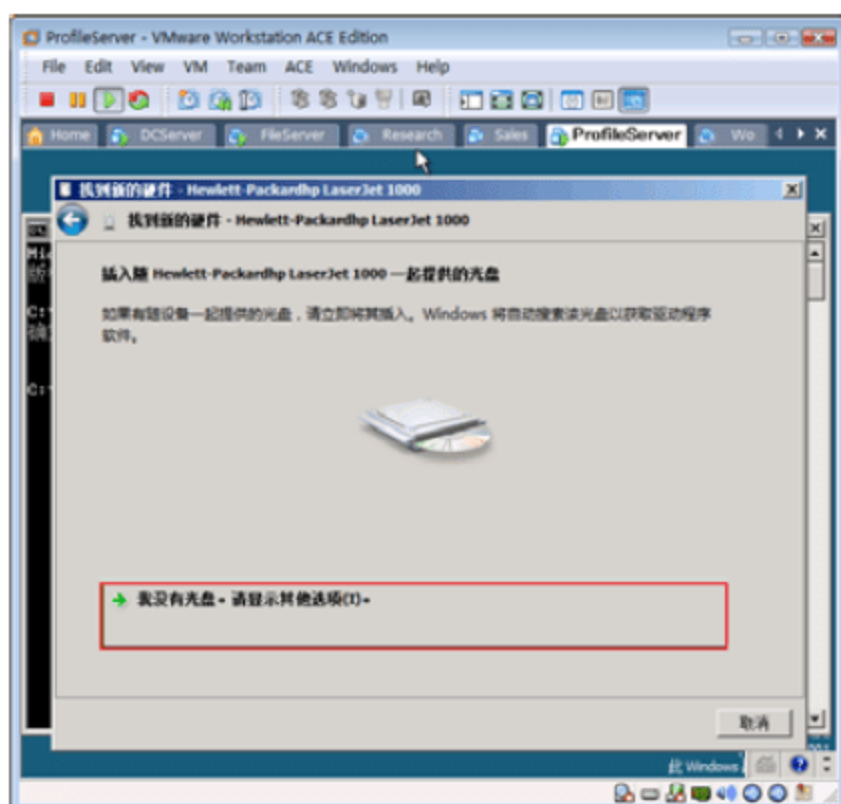 ProfileServer - VMware Workstation ACE Edition
File Edit View VM Team ACE Windows Help
Home DCServer FileServer Research Sales ProfileServer Wo
找到新的硬件 - Hewlett-Packardhp LaserJet 1000
找到新的硬件 - Hewlett-Packardhp LaserJet 1000
插入随 Hewlett-Packardhp LaserJet 1000 一起提供的光盘
如果有随设备一起提供的光盘，请立即将其插入。Windows 将自动搜索该光盘以获取驱动程序
软件。
我没有光盘。请显示其他选项(I)。
取消
此 Windows